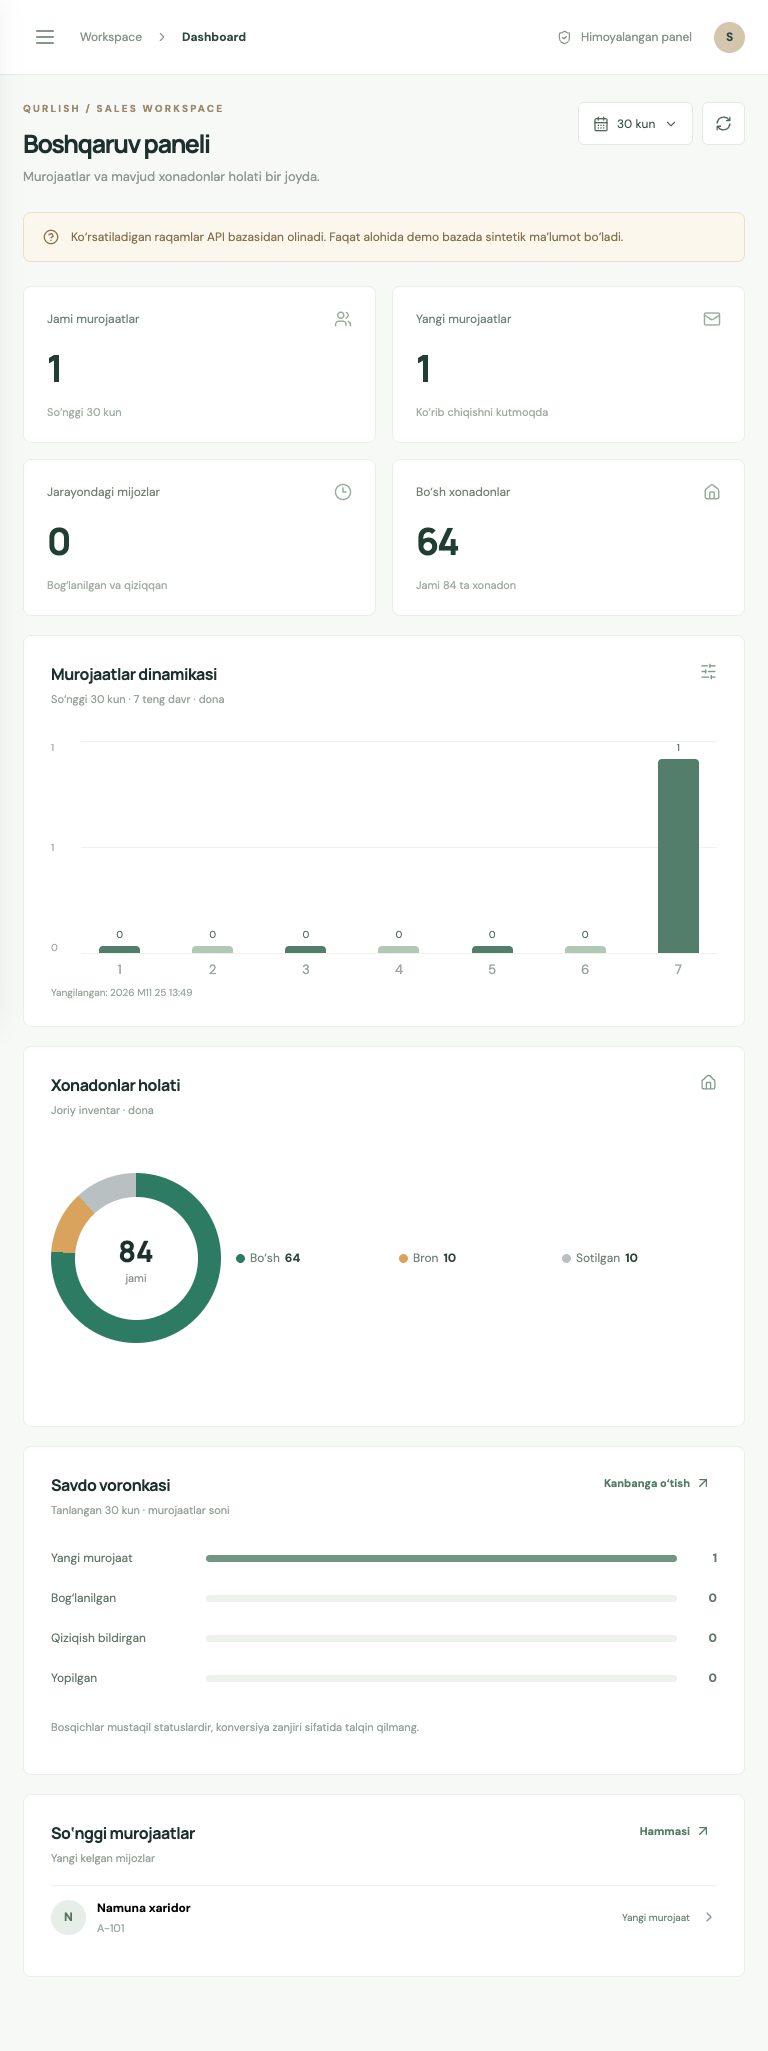 Workspace > Dashboard
Himoyalangan panel
S
QURLISH / SALES WORKSPACE
Boshqaruv paneli
30 kun
Murojaatlar va mavjud xonadonlar holati bir joyda.
Ko‘rsatiladigan raqamlar API bazasidan olinadi. Faqat alohida demo bazada sintetik ma’lumot bo‘ladi.
Jami murojaatlar
1
So‘nggi 30 kun
Yangi murojaatlar
1
Ko‘rib chiqishni kutmoqda
Jarayondagi mijozlar
0
Bog‘lanilgan va qiziqqan
Bo‘sh xonadonlar
64
Jami 84 ta xonadon
Murojaatlar dinamikasi
So‘nggi 30 kun · 7 teng davr · dona
1
1
0
0 0 0 0 0 0 1
1 2 3 4 5 6 7
Yangilangan: 2026 M11 25 13:49
Xonadonlar holati
Joriy inventar · dona
84
jami
Bo‘sh 64
Bron 10
Sotilgan 10
Savdo voronkasi
Kanbanga o‘tish
Tanlangan 30 kun · murojaatlar soni
Yangi murojaat 1
Bog‘lanilgan 0
Qiziqish bildirgan 0
Yopilgan 0
Bosqichlar mustaqil statuslardir, konversiya zanjiri sifatida talqin qilmang.
So‘nggi murojaatlar
Hammasi
Yangi kelgan mijozlar
N
Namuna xaridor
A-101
Yangi murojaat